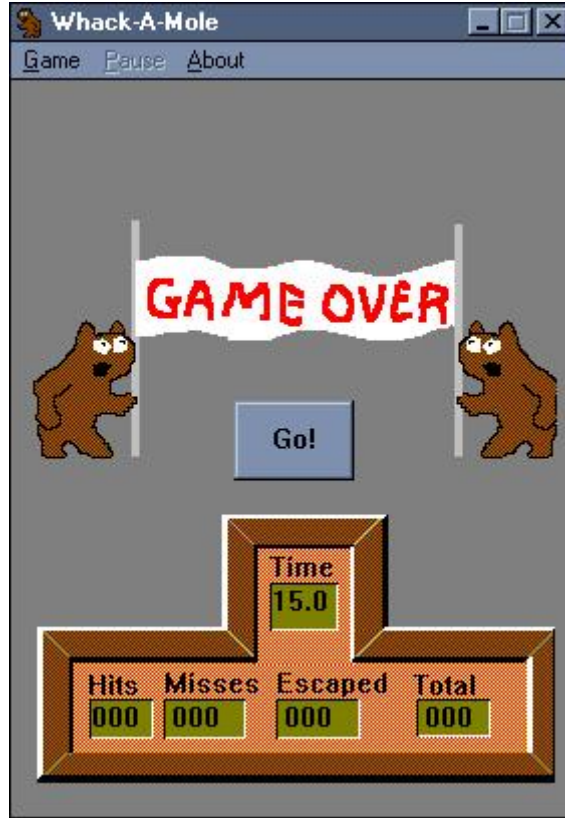 Whack-A-Mole
Game Pause About
GAME OVER
Go!
Time
15.0
Hits Misses Escaped Total
000 000 000 000